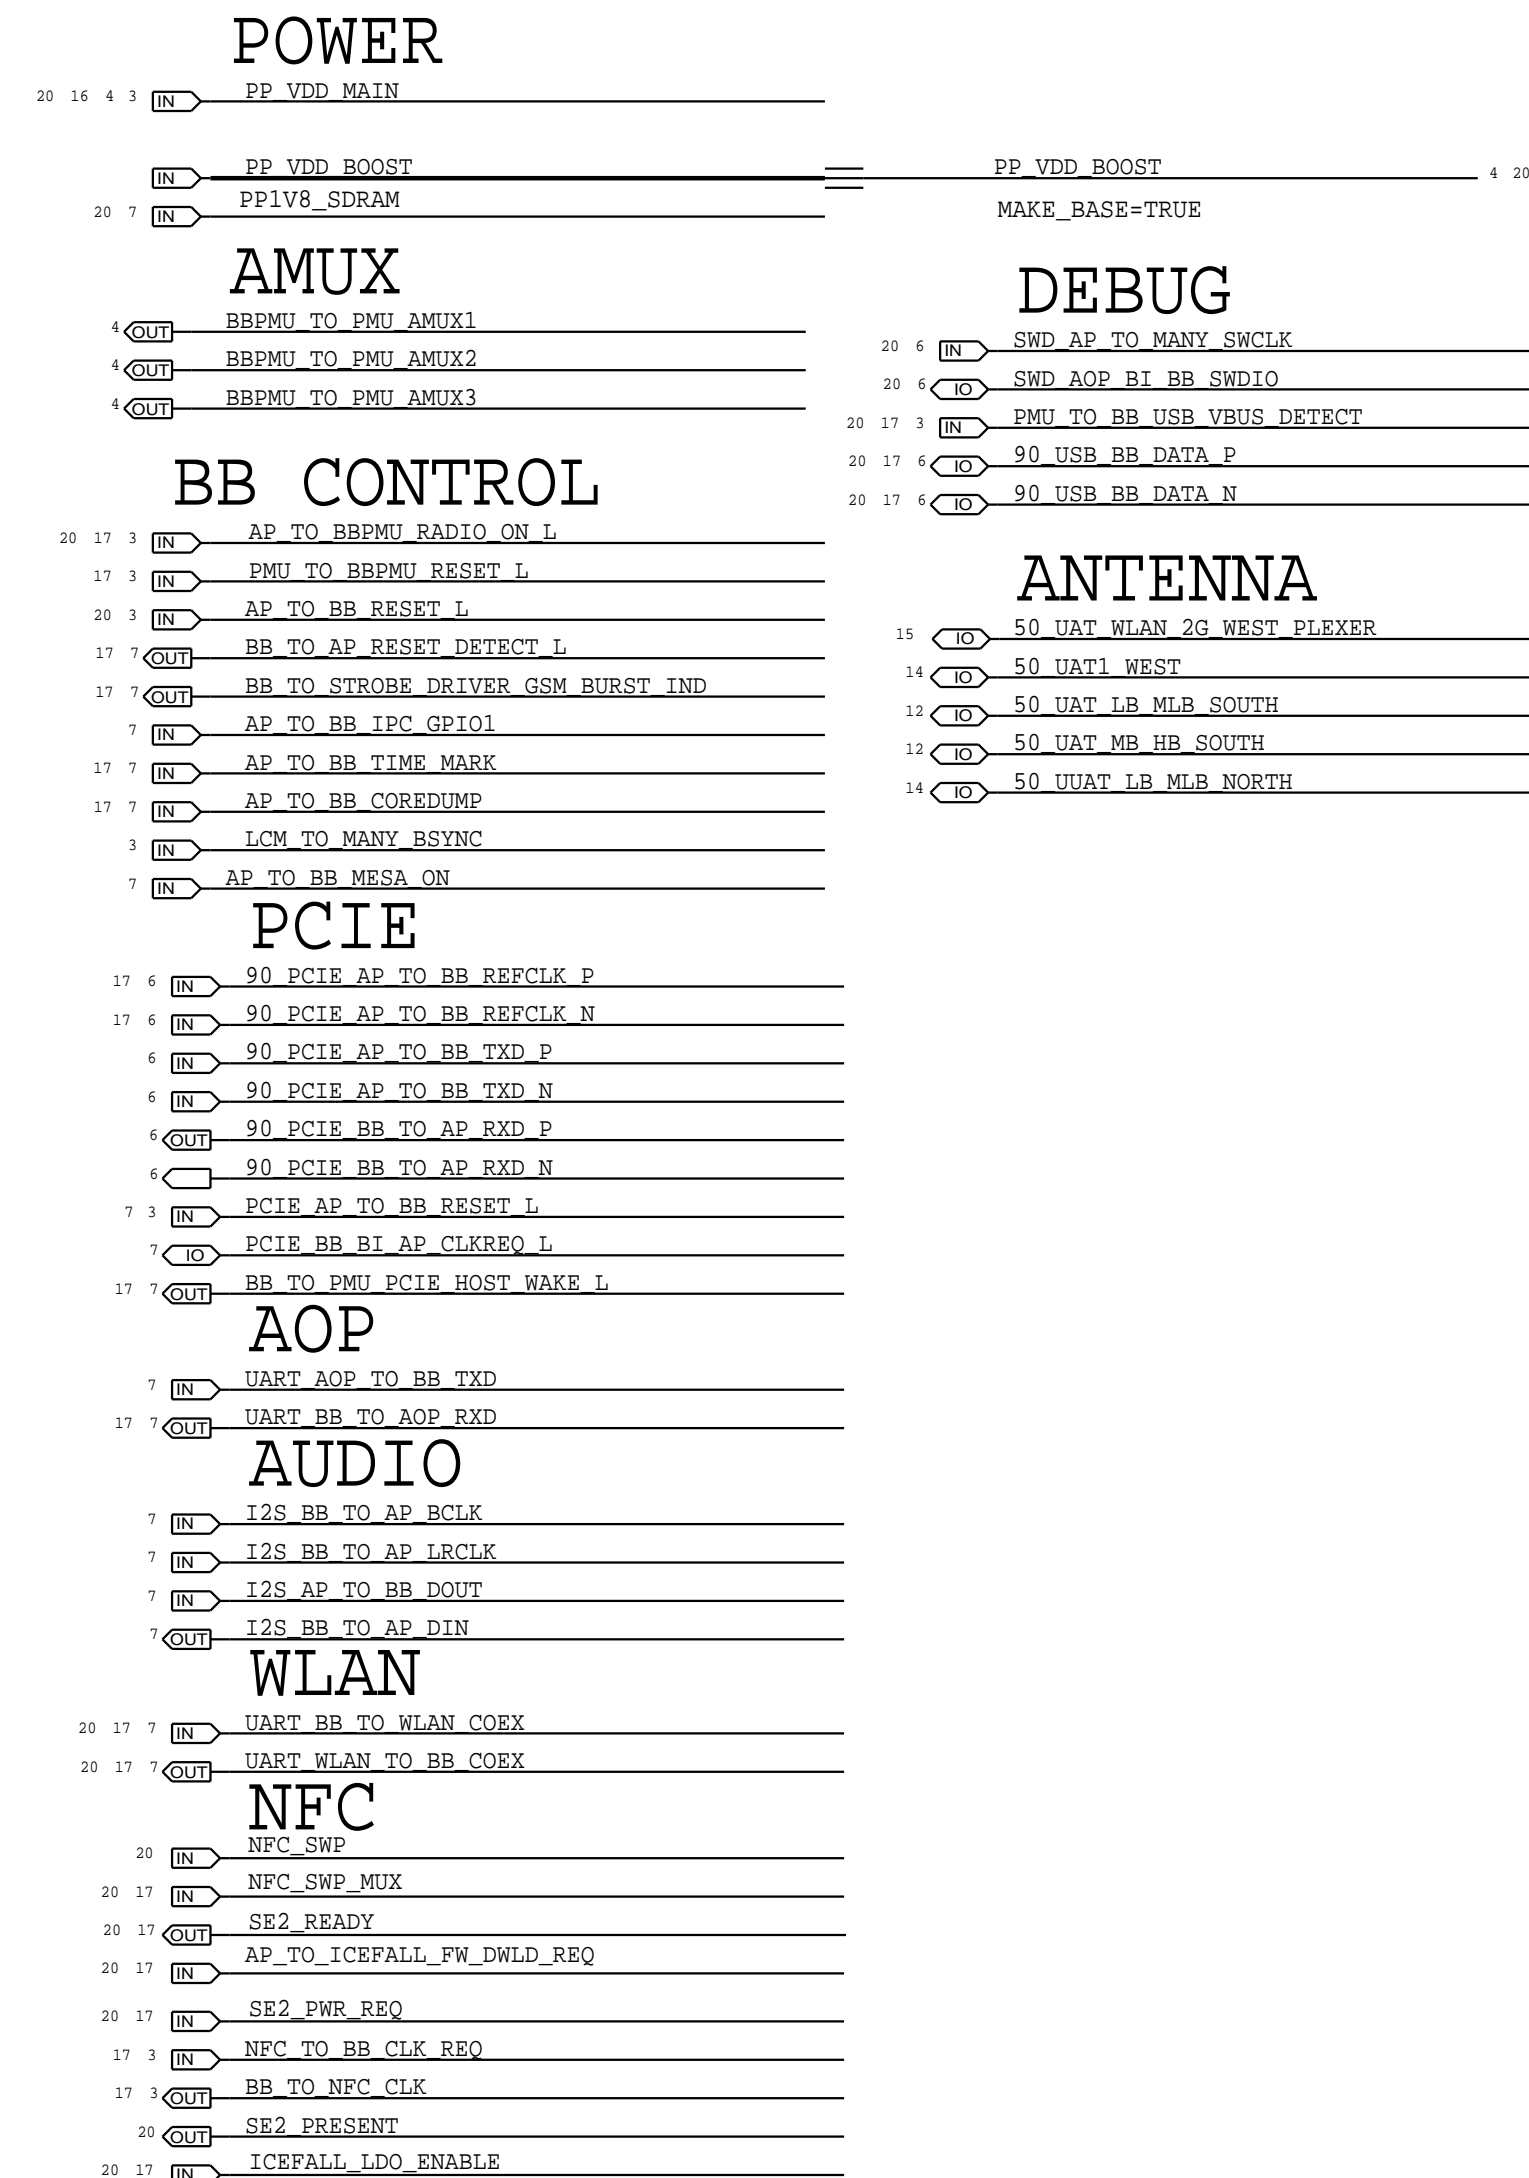 POWER
20 16 4 3 IN PP_VDD_MAIN
IN PP_VDD_BOOST PP_VDD_BOOST 4 20
20 7 IN PP1V8_SDRAM
MAKE_BASE=TRUE
AMUX
4 OUT BBPMU_TO_PMU_AMUX1
4 OUT BBPMU_TO_PMU_AMUX2
4 OUT BBPMU_TO_PMU_AMUX3
BB CONTROL
20 17 3 IN AP_TO_BBPMU_RADIO_ON_L
17 3 IN PMU_TO_BBPMU_RESET_L
20 3 IN AP_TO_BB_RESET_L
17 7 OUT BB_TO_AP_RESET_DETECT_L
17 7 OUT BB_TO_STROBE_DRIVER_GSM_BURST_IND
7 IN AP_TO_BB_IPC_GPIO1
17 7 IN AP_TO_BB_TIME_MARK
17 7 IN AP_TO_BB_COREDUMP
3 IN LCM_TO_MANY_BSYNC
7 IN AP_TO_BB_MESA_ON
PCIE
17 6 IN 90_PCIE_AP_TO_BB_REFCLK_P
17 6 IN 90_PCIE_AP_TO_BB_REFCLK_N
6 IN 90_PCIE_AP_TO_BB_TXD_P
6 IN 90_PCIE_AP_TO_BB_TXD_N
6 OUT 90_PCIE_BB_TO_AP_RXD_P
6 90_PCIE_BB_TO_AP_RXD_N
7 3 IN PCIE_AP_TO_BB_RESET_L
7 IO PCIE_BB_BI_AP_CLKREQ_L
17 7 OUT BB_TO_PMU_PCIE_HOST_WAKE_L
AOP
7 IN UART_AOP_TO_BB_TXD
17 7 OUT UART_BB_TO_AOP_RXD
AUDIO
7 IN I2S_BB_TO_AP_BCLK
7 IN I2S_BB_TO_AP_LRCLK
7 IN I2S_AP_TO_BB_DOUT
7 OUT I2S_BB_TO_AP_DIN
WLAN
20 17 7 IN UART_BB_TO_WLAN_COEX
20 17 7 OUT UART_WLAN_TO_BB_COEX
NFC
20 IN NFC_SWP
20 17 IN NFC_SWP_MUX
20 17 OUT SE2_READY
20 17 IN AP_TO_ICEFALL_FW_DWLD_REQ
20 17 IN SE2_PWR_REQ
17 3 IN NFC_TO_BB_CLK_REQ
17 3 OUT BB_TO_NFC_CLK
20 OUT SE2_PRESENT
20 17 IN ICEFALL_LDO_ENABLE
DEBUG
20 6 IN SWD_AP_TO_MANY_SWCLK
20 6 IO SWD_AOP_BI_BB_SWDIO
20 17 3 IN PMU_TO_BB_USB_VBUS_DETECT
20 17 6 IO 90_USB_BB_DATA_P
20 17 6 IO 90_USB_BB_DATA_N
ANTENNA
15 IO 50_UAT_WLAN_2G_WEST_PLEXER
14 IO 50_UAT1_WEST
12 IO 50_UAT_LB_MLB_SOUTH
12 IO 50_UAT_MB_HB_SOUTH
14 IO 50_UUAT_LB_MLB_NORTH